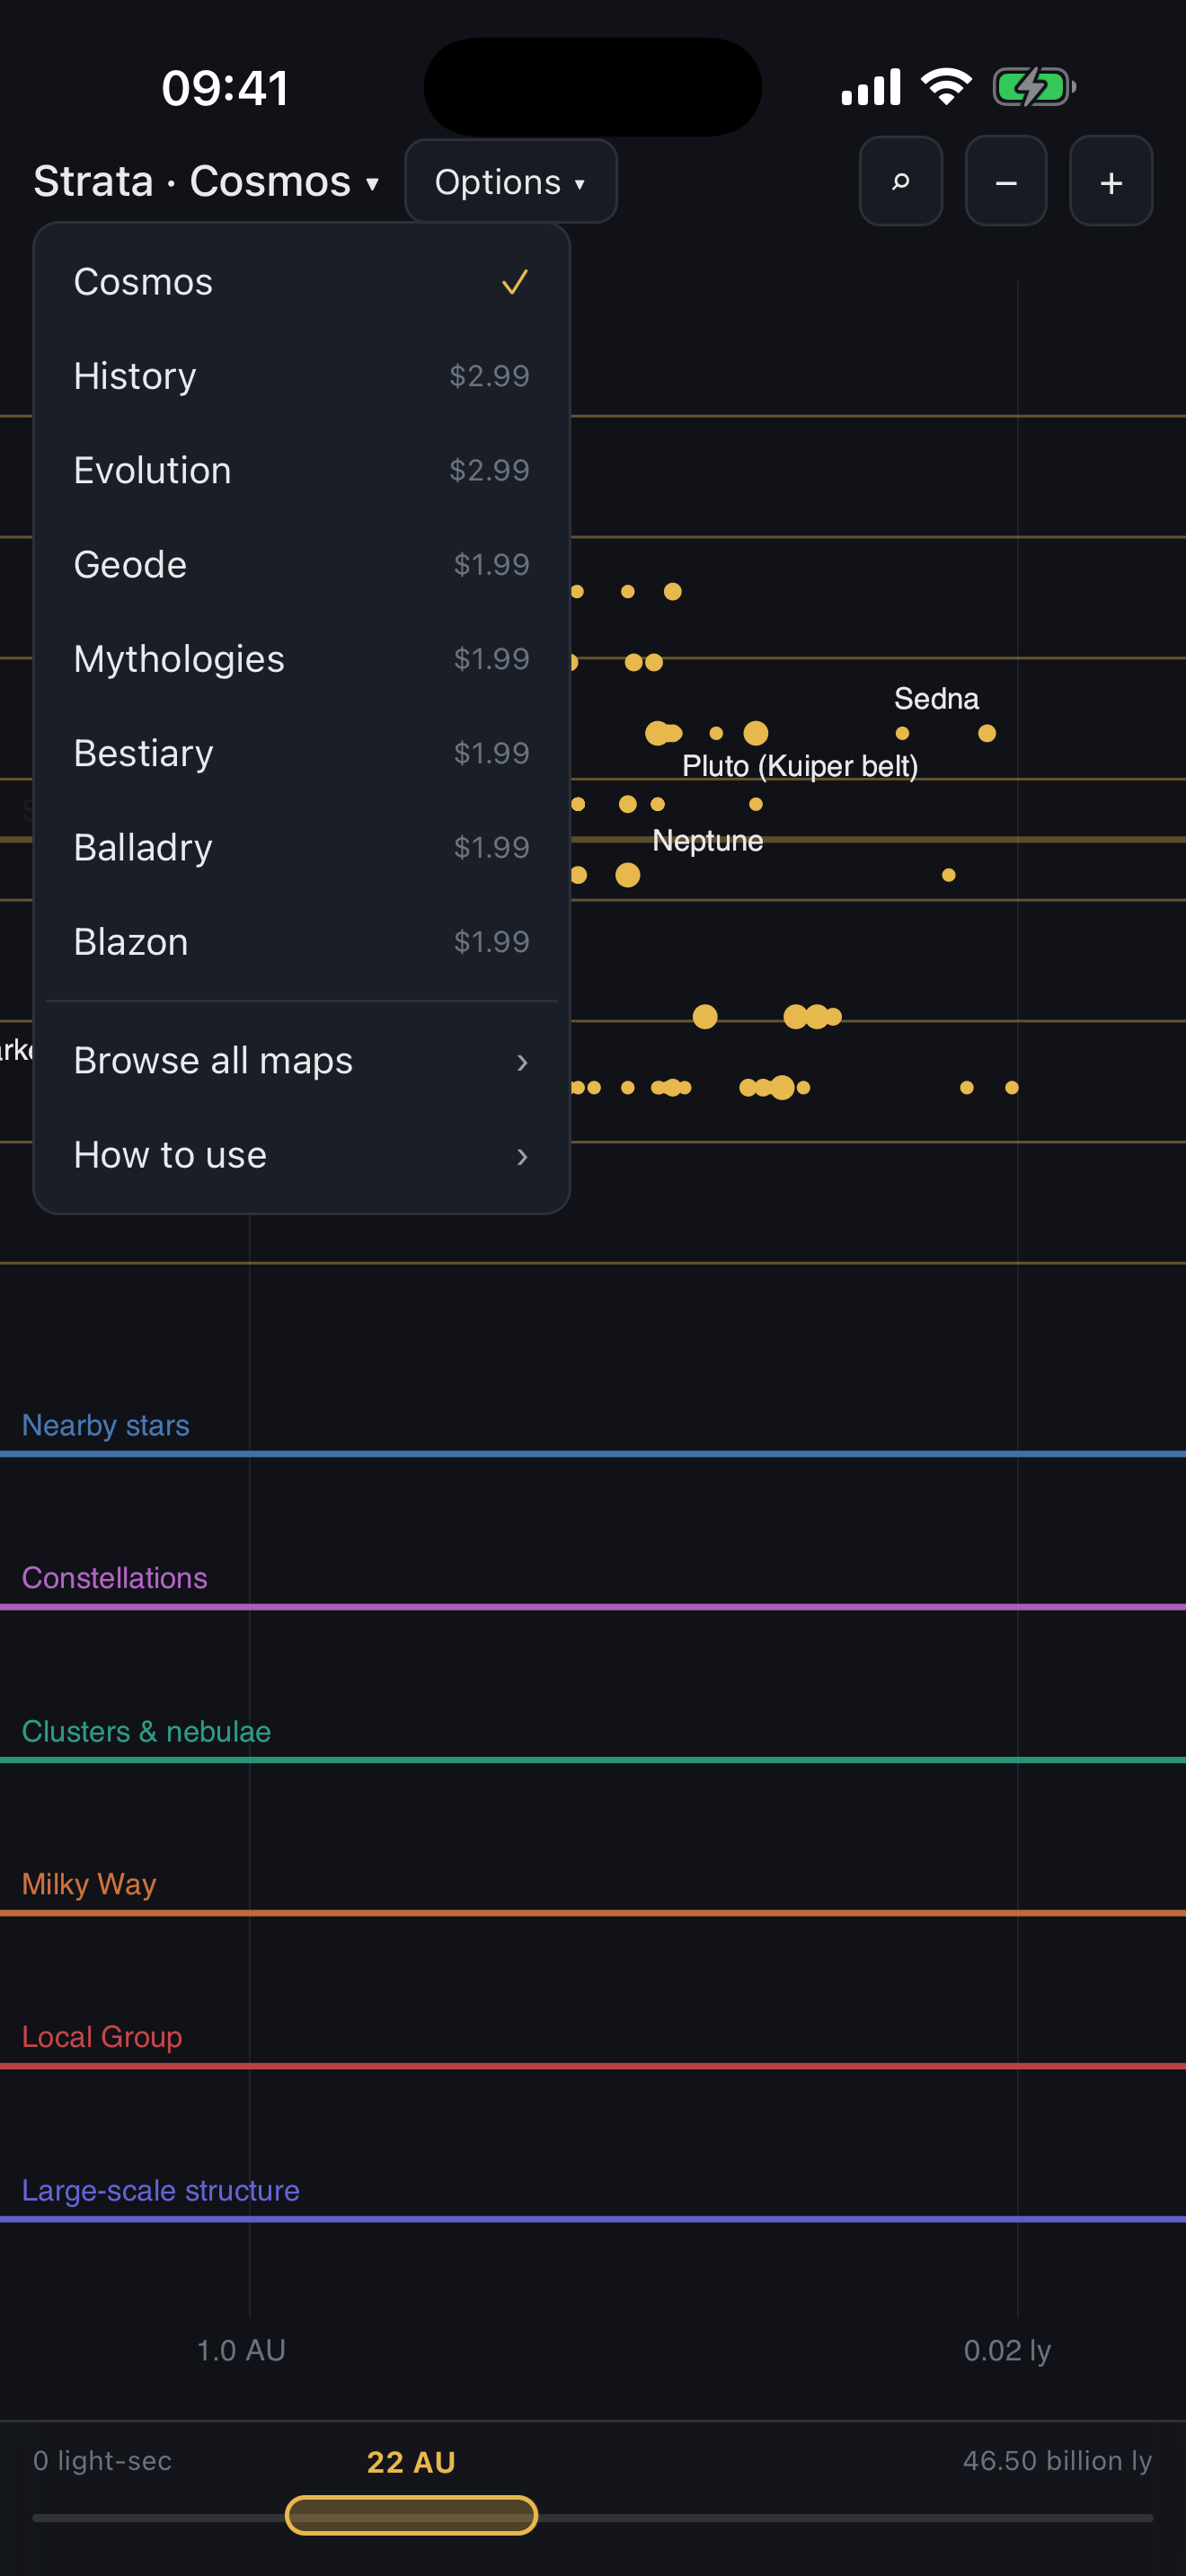 09:41
Strata · Cosmos ▾ Options ▾ − +
Cosmos ✓
History $2.99
Evolution $2.99
Geode $1.99
Mythologies $1.99
Bestiary $1.99
Balladry $1.99
Blazon $1.99
Browse all maps ›
How to use ›
Sedna
Pluto (Kuiper belt)
Neptune
Nearby stars
Constellations
Clusters & nebulae
Milky Way
Local Group
Large-scale structure
1.0 AU 0.02 ly
0 light-sec 22 AU 46.50 billion ly